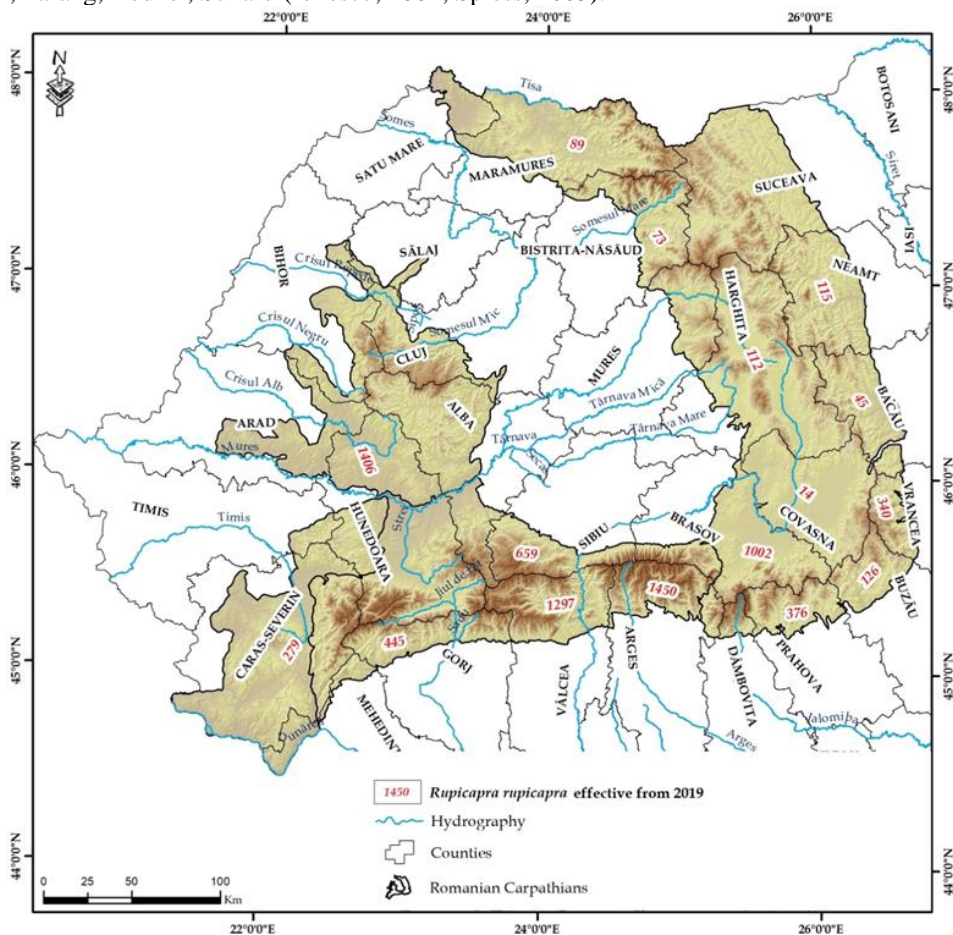 22°0'0"E
24°0'0"E
26°0'0"E
48°0'0"N
48°0'0"N
N
Tisa
BOTOSANI
Somes
89
SATU MARE
MARAMURES
SUCEAVA
Siret
Somesul Mare
SĂLAJ
BISTRITA-NĂSĂUD
73
IŞVI
BIHOR
Crisul
NEAMT
47°0'0"N
47°0'0"N
115
HARGHITA
Somesul Mic
Crisul Negru
CLUJ
112
MURES
Crisul Alb
Târnava Mică
ALBA
45
BACĂU
ARAD
Târnava Mare
Târnava
Mures
1406
46°0'0"N
46°0'0"N
14
VRANCEA
340
TIMIS
Timis
HUNEDOARA
Strei
SIBIU
BRASOV
COVASNA
659
1002
126
BUZĂU
1450
1297
376
CARAS-SEVERIN
279
445
GORJ
ARGES
45°0'0"N
45°0'0"N
VÂLCEA
DÂMBOVITA
PRAHOVA
Arges
1450 Rupicapra rupicapra effective from 2019
Hydrography
Counties
Romanian Carpathians
44°0'0"N
44°0'0"N
0 25 50 100
Km
22°0'0"E
24°0'0"E
26°0'0"E